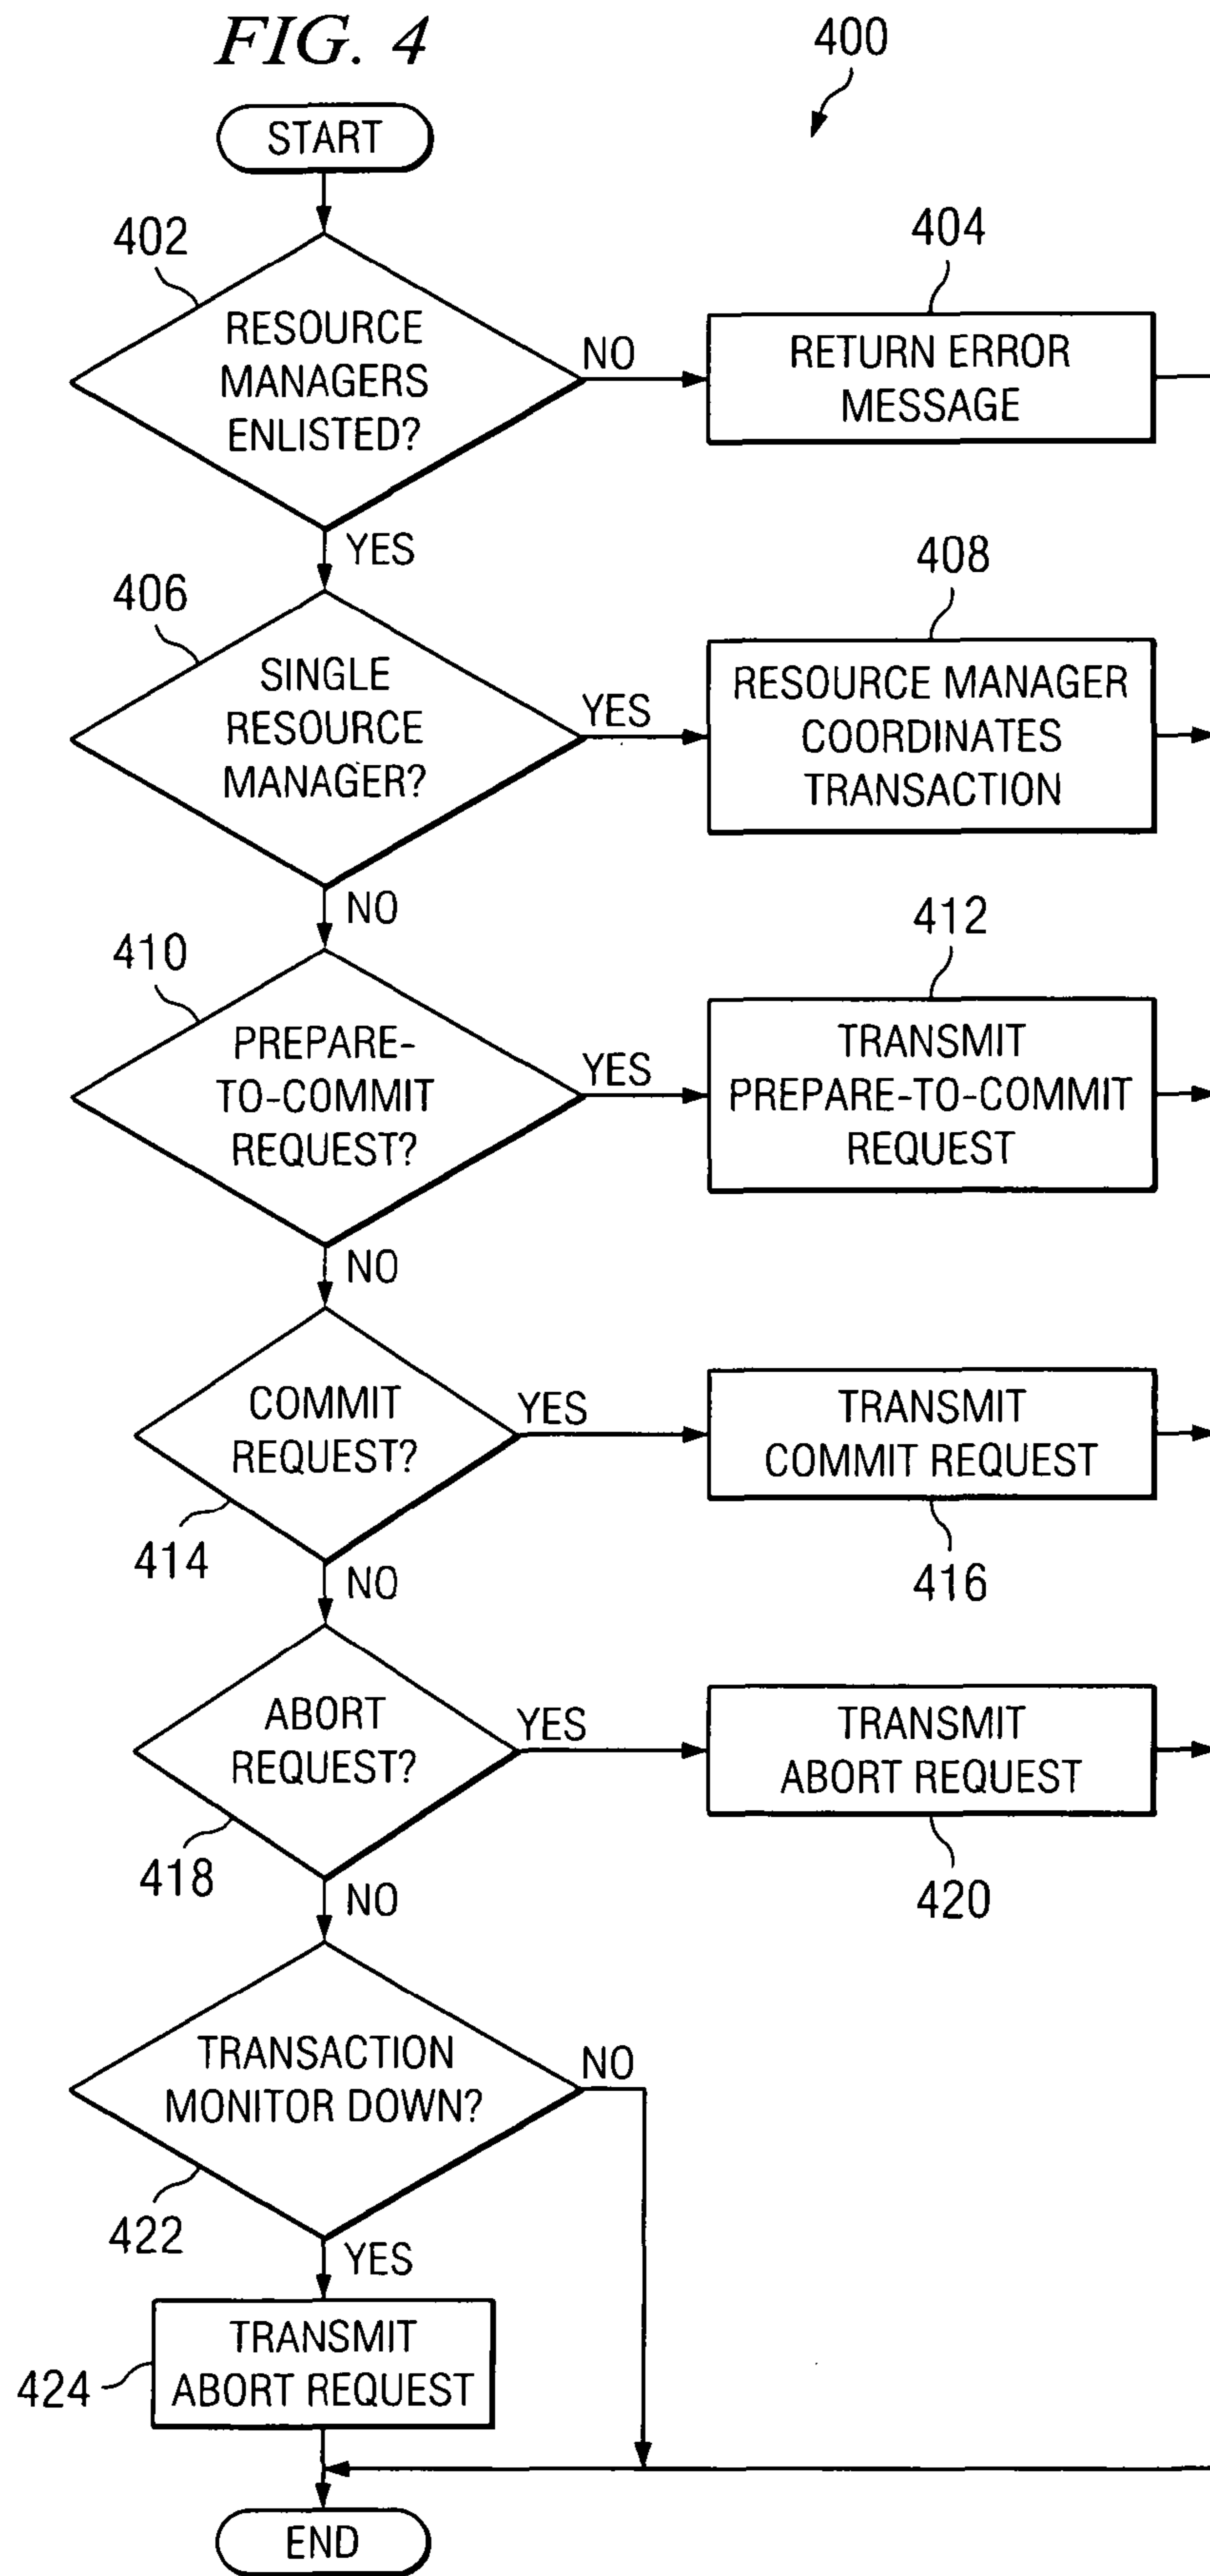 FIG. 4
400
START
402
RESOURCE
MANAGERS
ENLISTED?
NO
404
RETURN ERROR
MESSAGE
YES
406
SINGLE
RESOURCE
MANAGER?
YES
408
RESOURCE MANAGER
COORDINATES
TRANSACTION
NO
410
PREPARE-
TO-COMMIT
REQUEST?
YES
412
TRANSMIT
PREPARE-TO-COMMIT
REQUEST
NO
COMMIT
REQUEST?
414
YES
TRANSMIT
COMMIT REQUEST
416
NO
ABORT
REQUEST?
418
YES
TRANSMIT
ABORT REQUEST
420
NO
TRANSACTION
MONITOR DOWN?
422
NO
YES
TRANSMIT
ABORT REQUEST
424
END